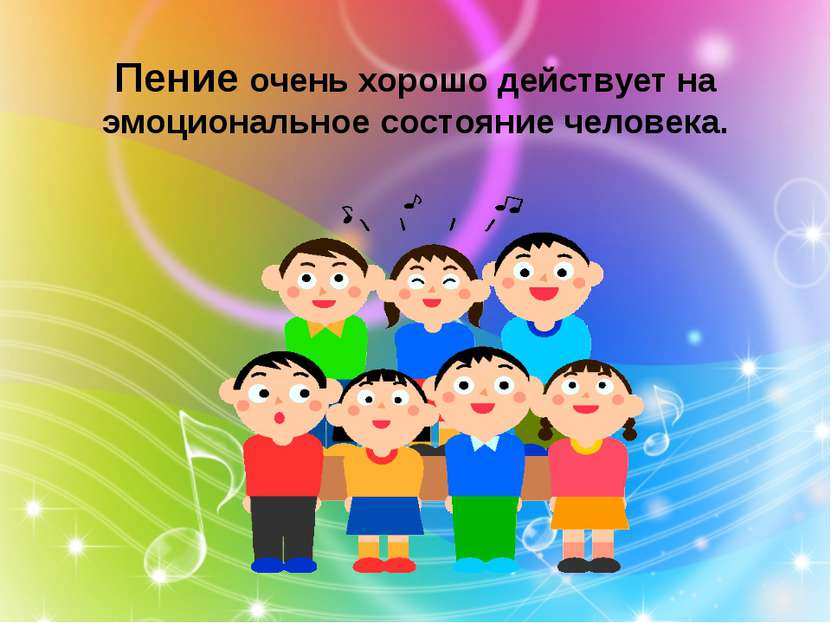 Пение очень хорошо действует на
эмоциональное состояние человека.